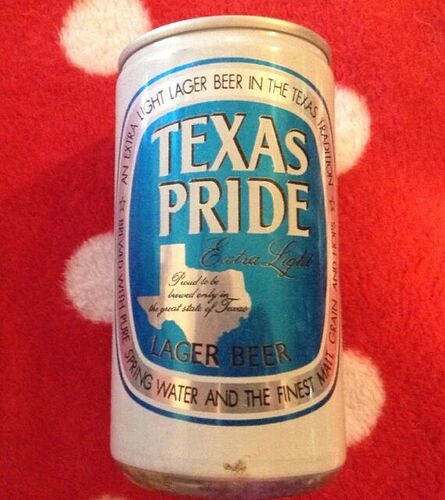 AN EXTRA LIGHT LAGER BEER IN THE TEXAS TRADITION
TEXAS
PRIDE
Extra Light
Proud to be
brewed only in
the great state of Texas
LAGER BEER
BREWED WITH PURE SPRING WATER AND THE FINEST MALT, GRAIN AND HOPS